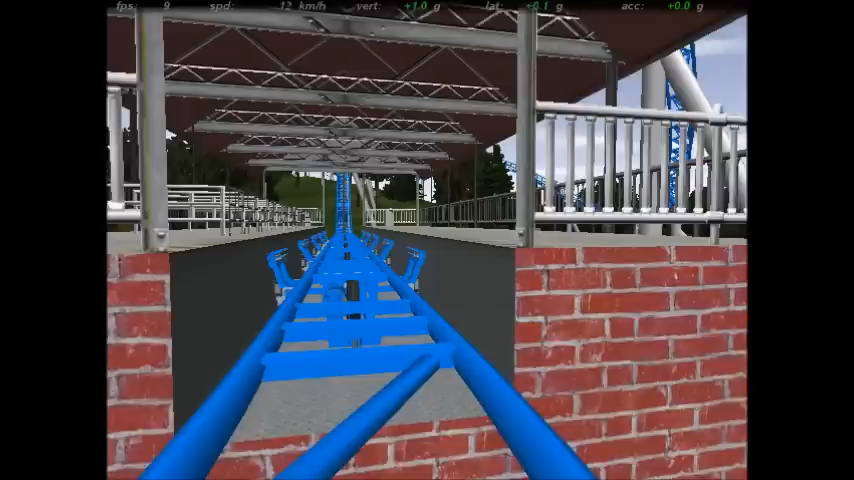 fps: 9 spd: 12 km/h vert: +1.0 g lat: +0.1 g acc: +0.0 g